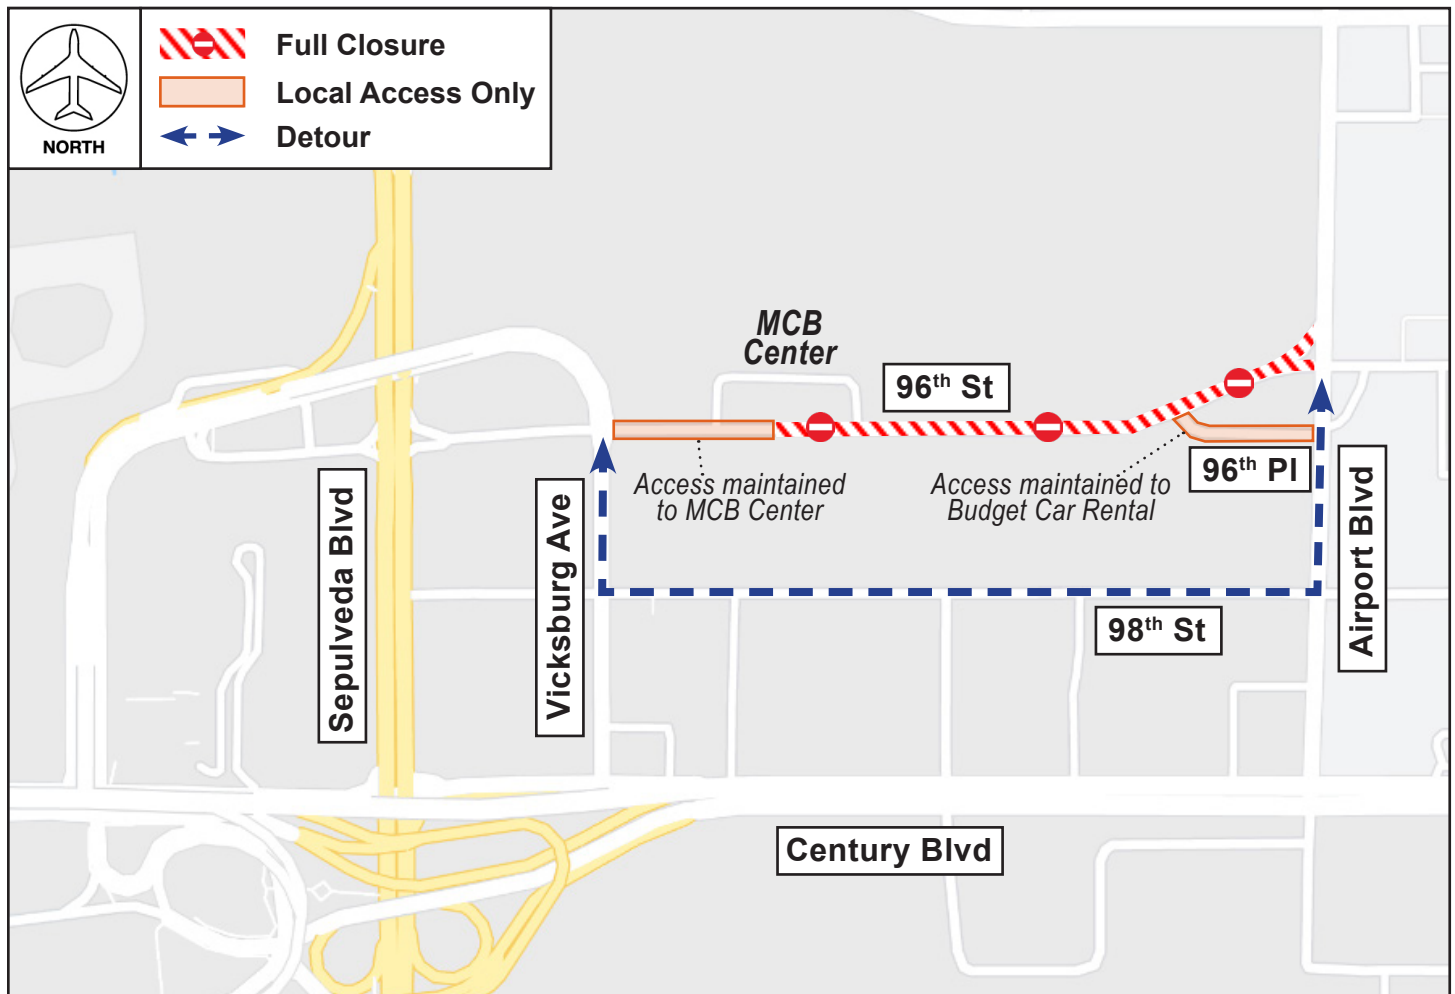 NORTH
Full Closure
Local Access Only
Detour
MCB
Center
96th St
Access maintained
to MCB Center
Access maintained to
Budget Car Rental
96th Pl
Sepulveda Blvd
Vicksburg Ave
Airport Blvd
98th St
Century Blvd